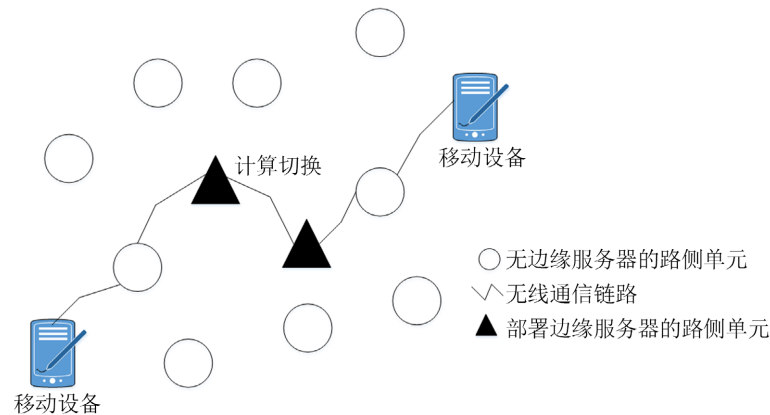 移动设备
计算切换
无边缘服务器的路侧单元
无线通信链路
部署边缘服务器的路侧单元
移动设备